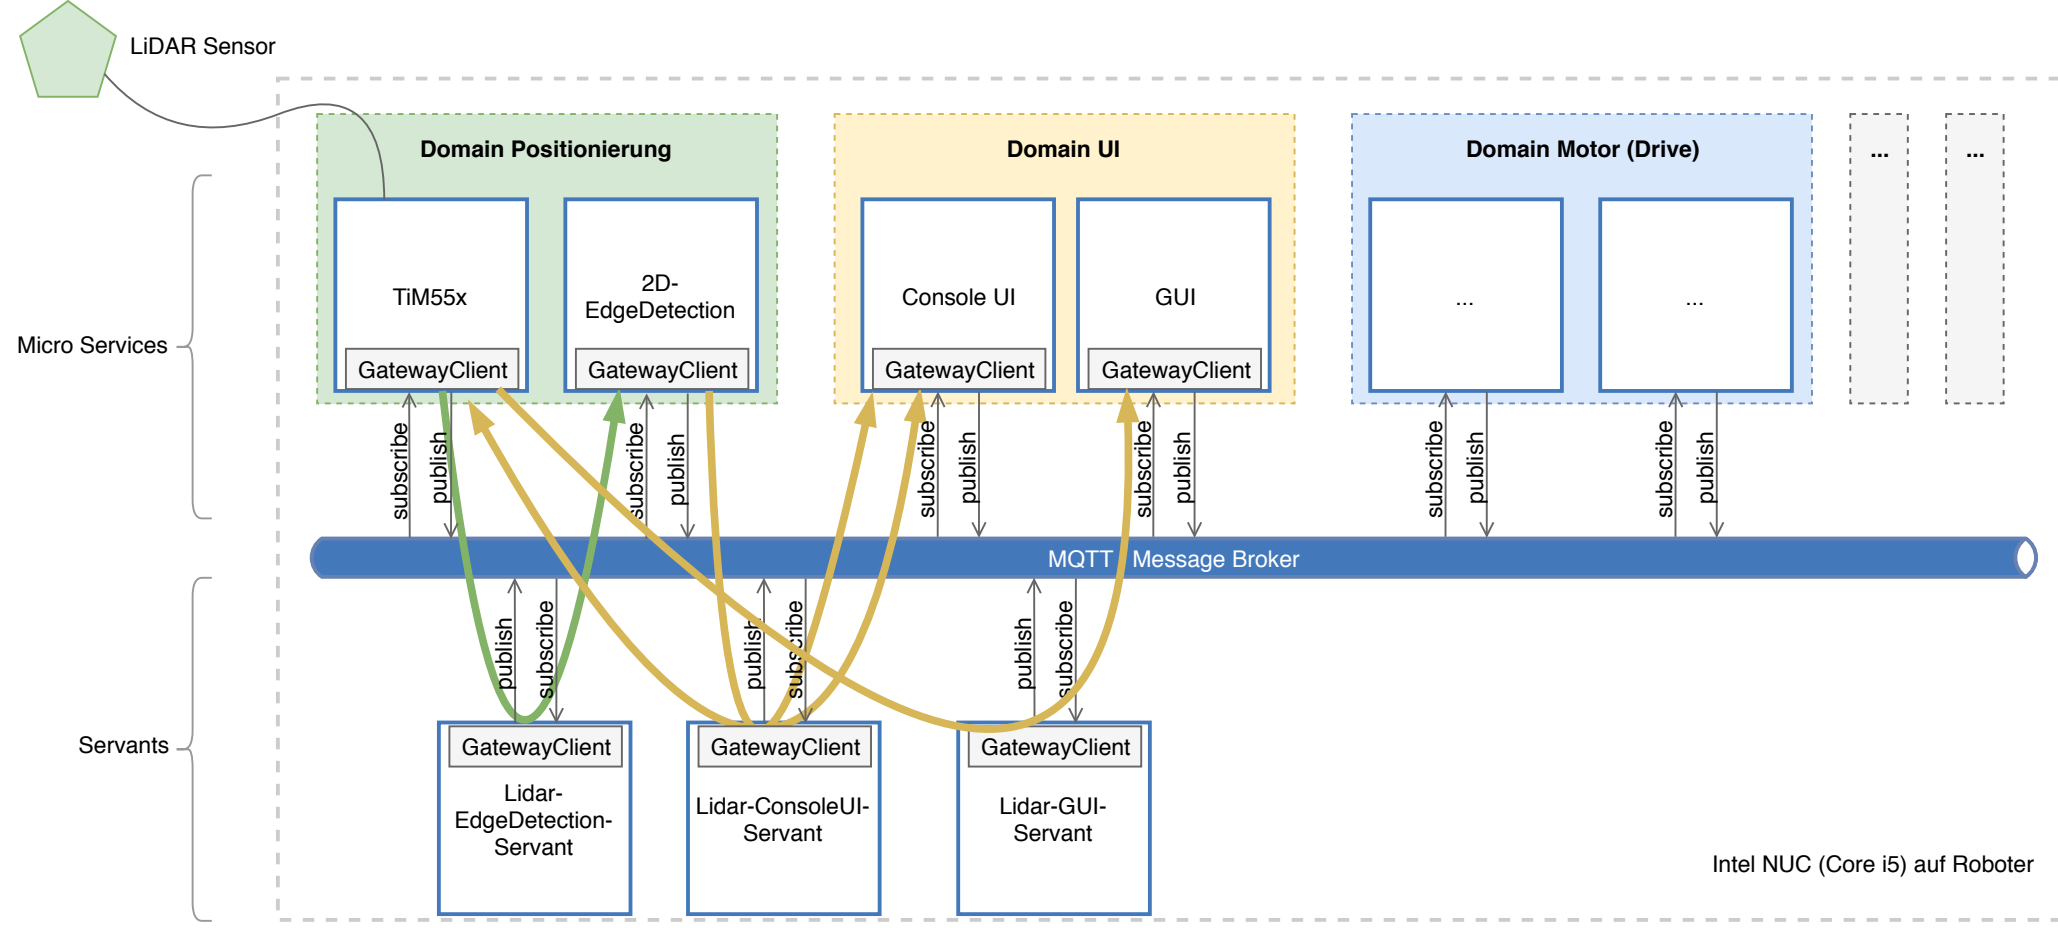 LiDAR Sensor
Domain Positionierung
Domain UI
Domain Motor (Drive)
...
...
TiM55x
2D-
EdgeDetection
Console UI
GUI
...
...
Micro Services
GatewayClient
GatewayClient
GatewayClient
GatewayClient
subscribe
publish
subscribe
publish
subscribe
publish
subscribe
publish
subscribe
publish
subscribe
publish
MQTT Message Broker
publish
subscribe
publish
subscribe
publish
subscribe
Servants
GatewayClient
GatewayClient
GatewayClient
Lidar-
EdgeDetection-
Servant
Lidar-ConsoleUI-
Servant
Lidar-GUI-
Servant
Intel NUC (Core i5) auf Roboter